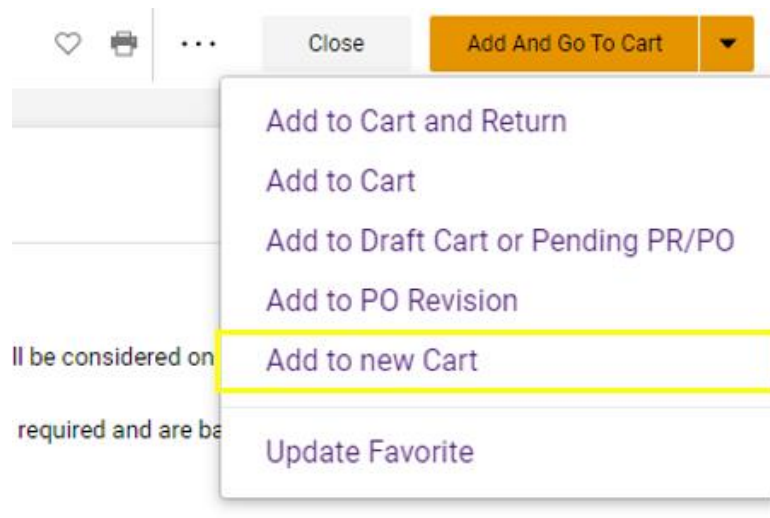 Close
Add And Go To Cart
Add to Cart and Return
Add to Cart
Add to Draft Cart or Pending PR/PO
Add to PO Revision
ll be considered on
Add to new Cart
required and are ba
Update Favorite